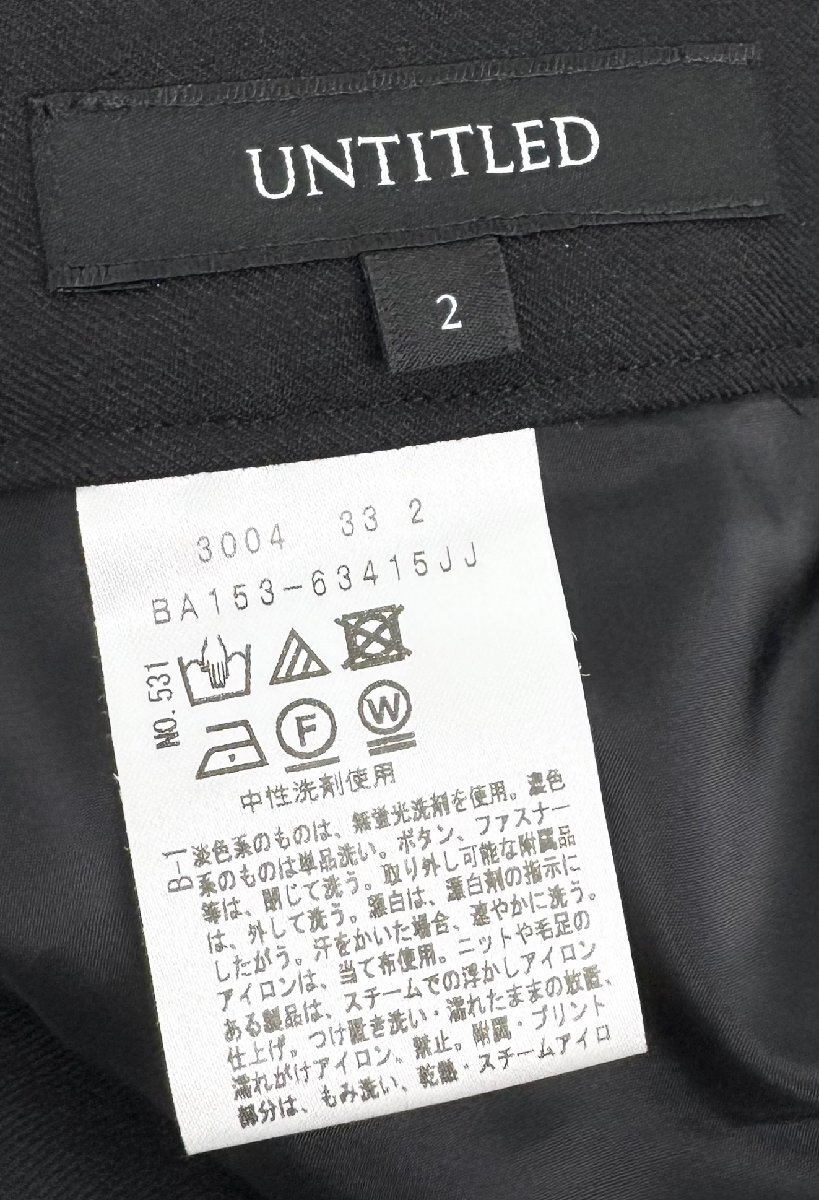 UNTITLED
2
3004 33 2
BA153-63415JJ
NO.531
F
W
中性洗剤使用
B-1
淡色系のものは、無蛍光洗剤を使用。濃色
系のものは単品洗い。ボタン、ファスナー
等は、閉じて洗う。取り外し可能な附属品
は、外して洗う。漂白は、漂白剤の指示に
したがう。汗をかいた場合、速やかに洗う。
アイロンは、当て布使用。ニットや毛足の
ある製品は、スチームでの浮かしアイロン
仕上げ。つけ置き洗い・濡れたままの放置、
濡れがけアイロン。禁止。附属・プリント
部分は、もみ洗い、乾熱・スチームアイロ